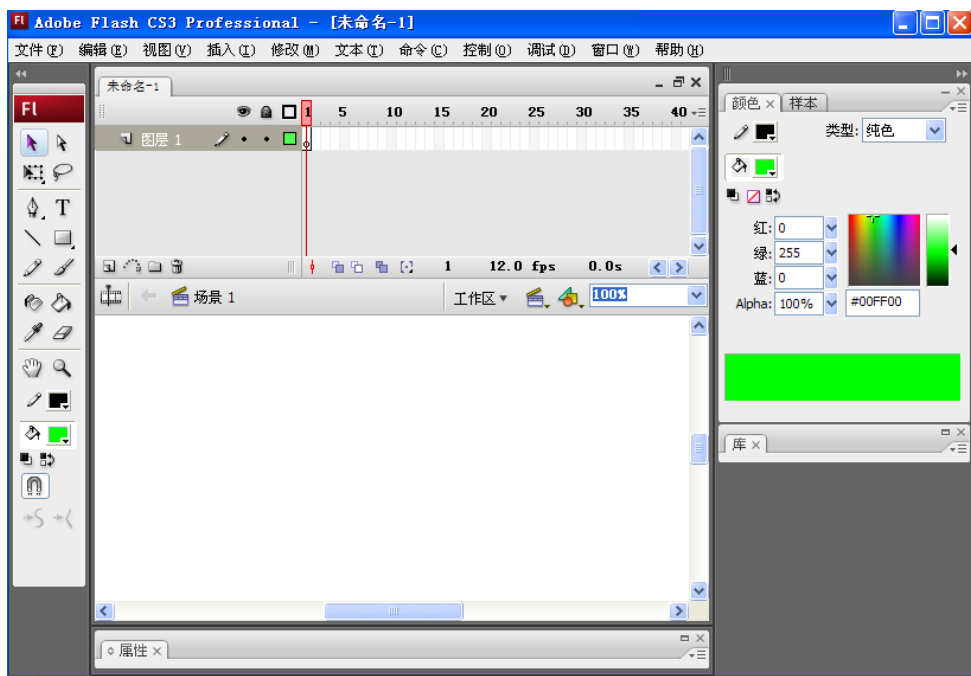 Adobe Flash CS3 Professional - [未命名-1]
文件(F) 编辑(E) 视图(V) 插入(I) 修改(M) 文本(T) 命令(C) 控制(O) 调试(D) 窗口(W) 帮助(H)
未命名-1
Fl
1 5 10 15 20 25 30 35 40
图层 1
1 12.0 fps 0.0s
场景 1 工作区 100%
属性
颜色 样本
类型: 纯色
红: 0
绿: 255
蓝: 0
Alpha: 100% #00FF00
库